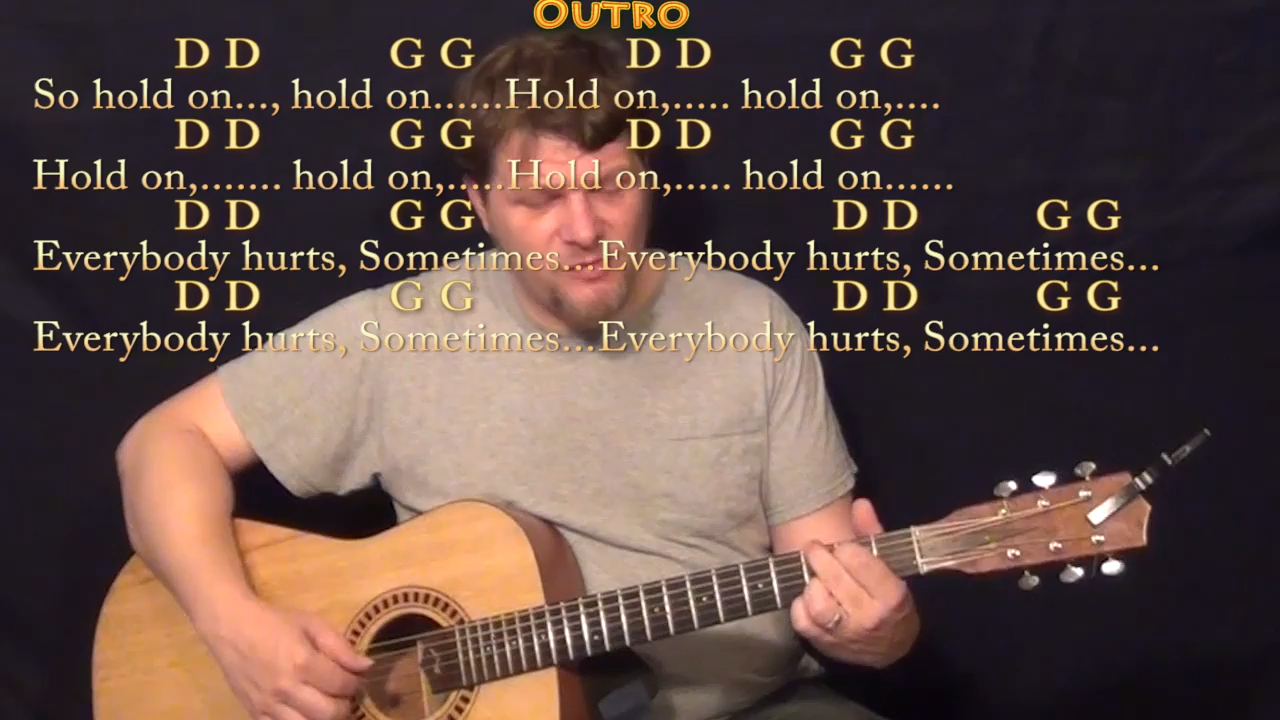 OUTRO
D D G G D D G G
So hold on..., hold on......Hold on,..... hold on,....
D D G G D D G G
Hold on,....... hold on,.....Hold on,..... hold on......
D D G G D D G G
Everybody hurts, Sometimes...Everybody hurts, Sometimes...
D D G G D D G G
Everybody hurts, Sometimes...Everybody hurts, Sometimes...